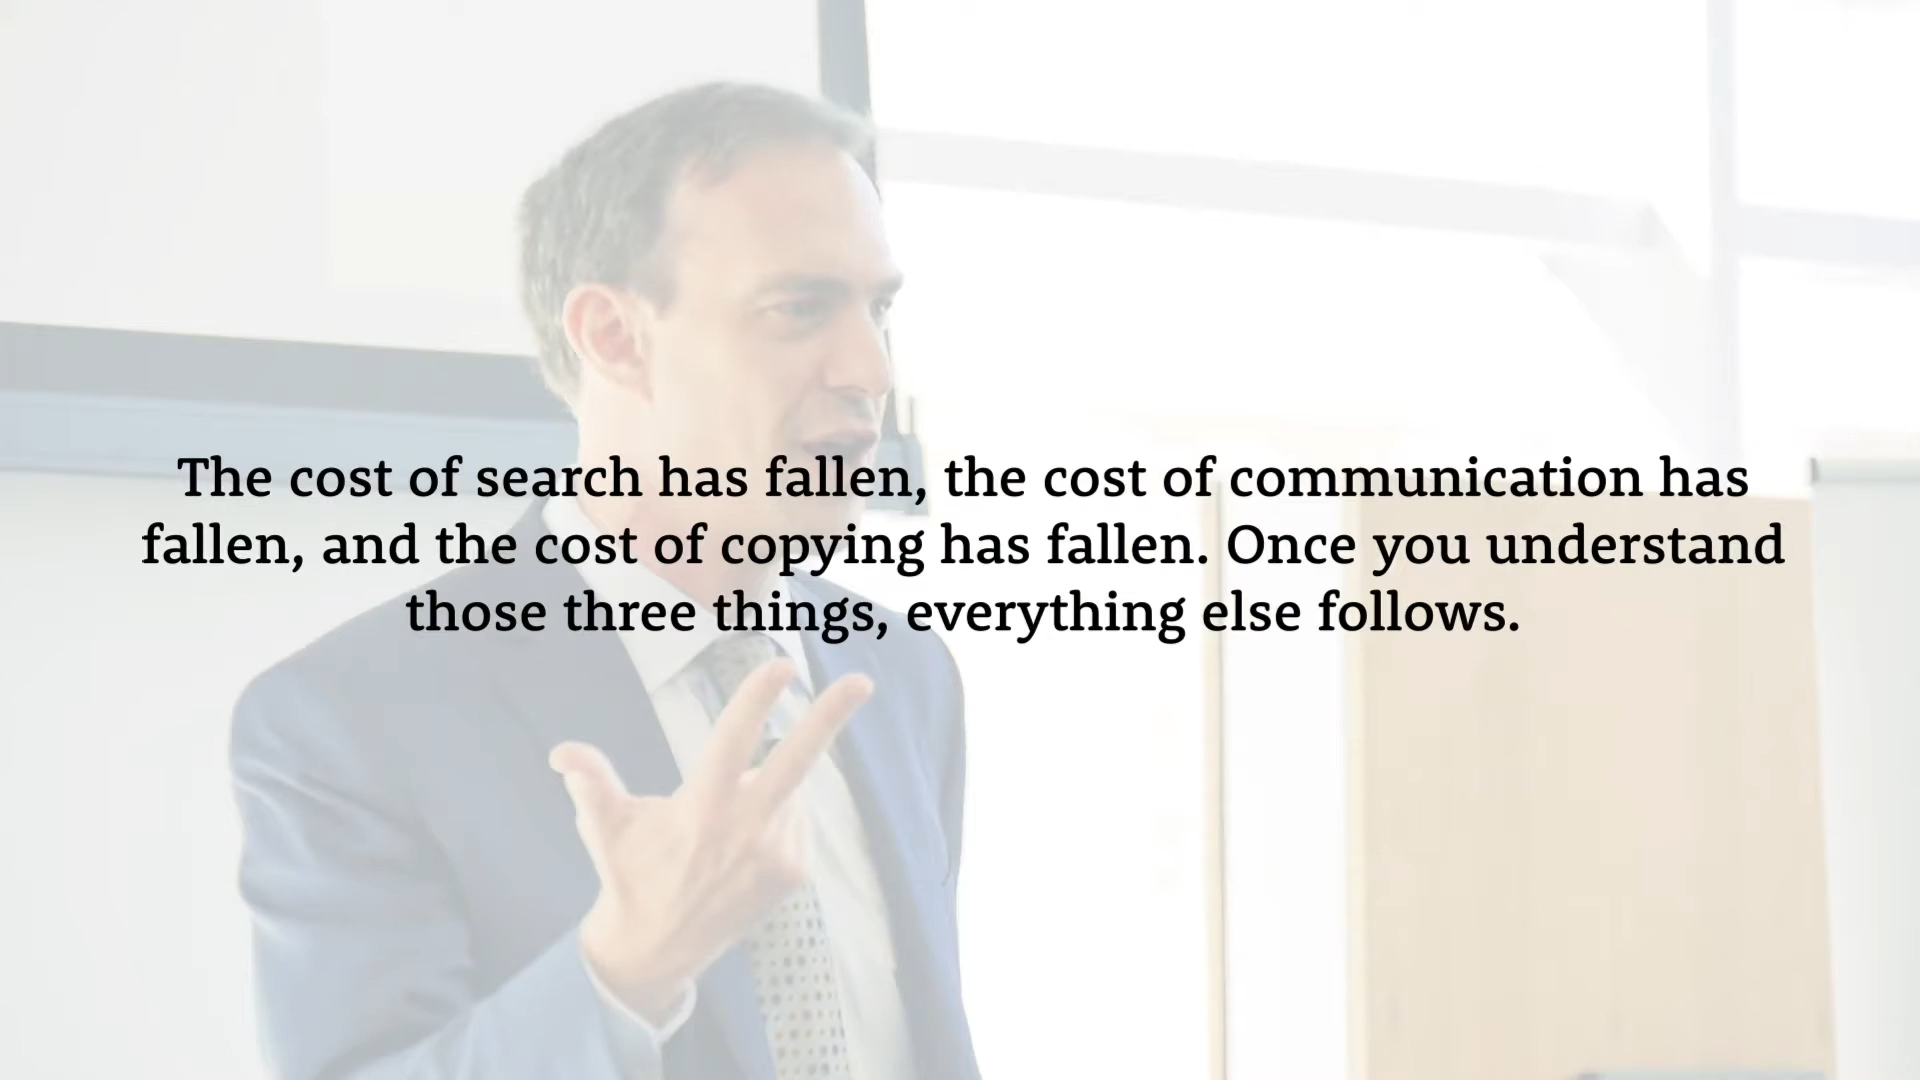 The cost of search has fallen, the cost of communication has
fallen, and the cost of copying has fallen. Once you understand
those three things, everything else follows.